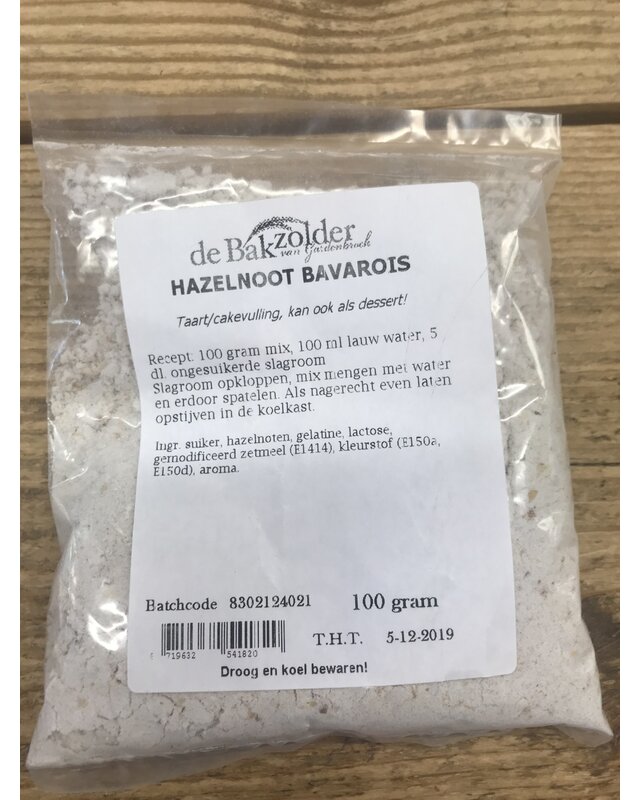 de Bakzolder
van Gardenbroek
HAZELNOOT BAVAROIS
Taart/cakevulling, kan ook als dessert!
Recept: 100 gram mix, 100 ml lauw water, 5
dl. ongesuikerde slagroom
Slagroom opkloppen, mix mengen met water
en erdoor spatelen. Als nagerecht even laten
opstijven in de koelkast.
Ingr. suiker, hazelnoten, gelatine, lactose,
gemodificeerd zetmeel (E1414), kleurstof (E150a,
E150d), aroma.
Batchcode 8302124021 100 gram
719632 541820 T.H.T. 5-12-2019
Droog en koel bewaren!